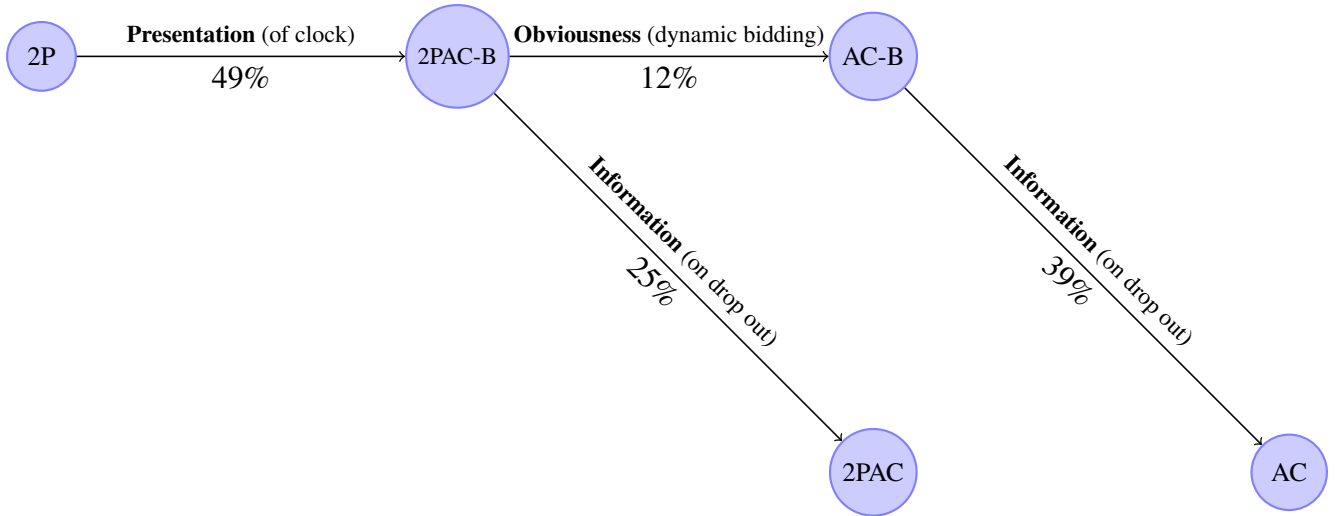 2P
Presentation (of clock)
49%
2PAC-B
Obviousness (dynamic bidding)
12%
AC-B
Information (on drop out)
25%
Information (on drop out)
39%
2PAC
AC